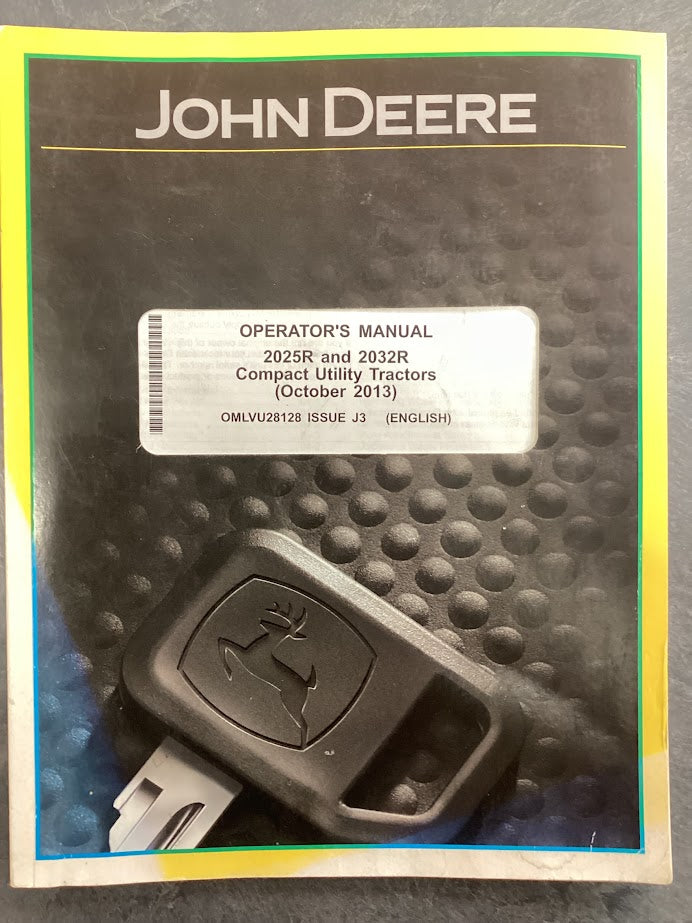 JOHN DEERE
OPERATOR'S MANUAL
2025R and 2032R
Compact Utility Tractors
(October 2013)
OMLVU28128 ISSUE J3 (ENGLISH)